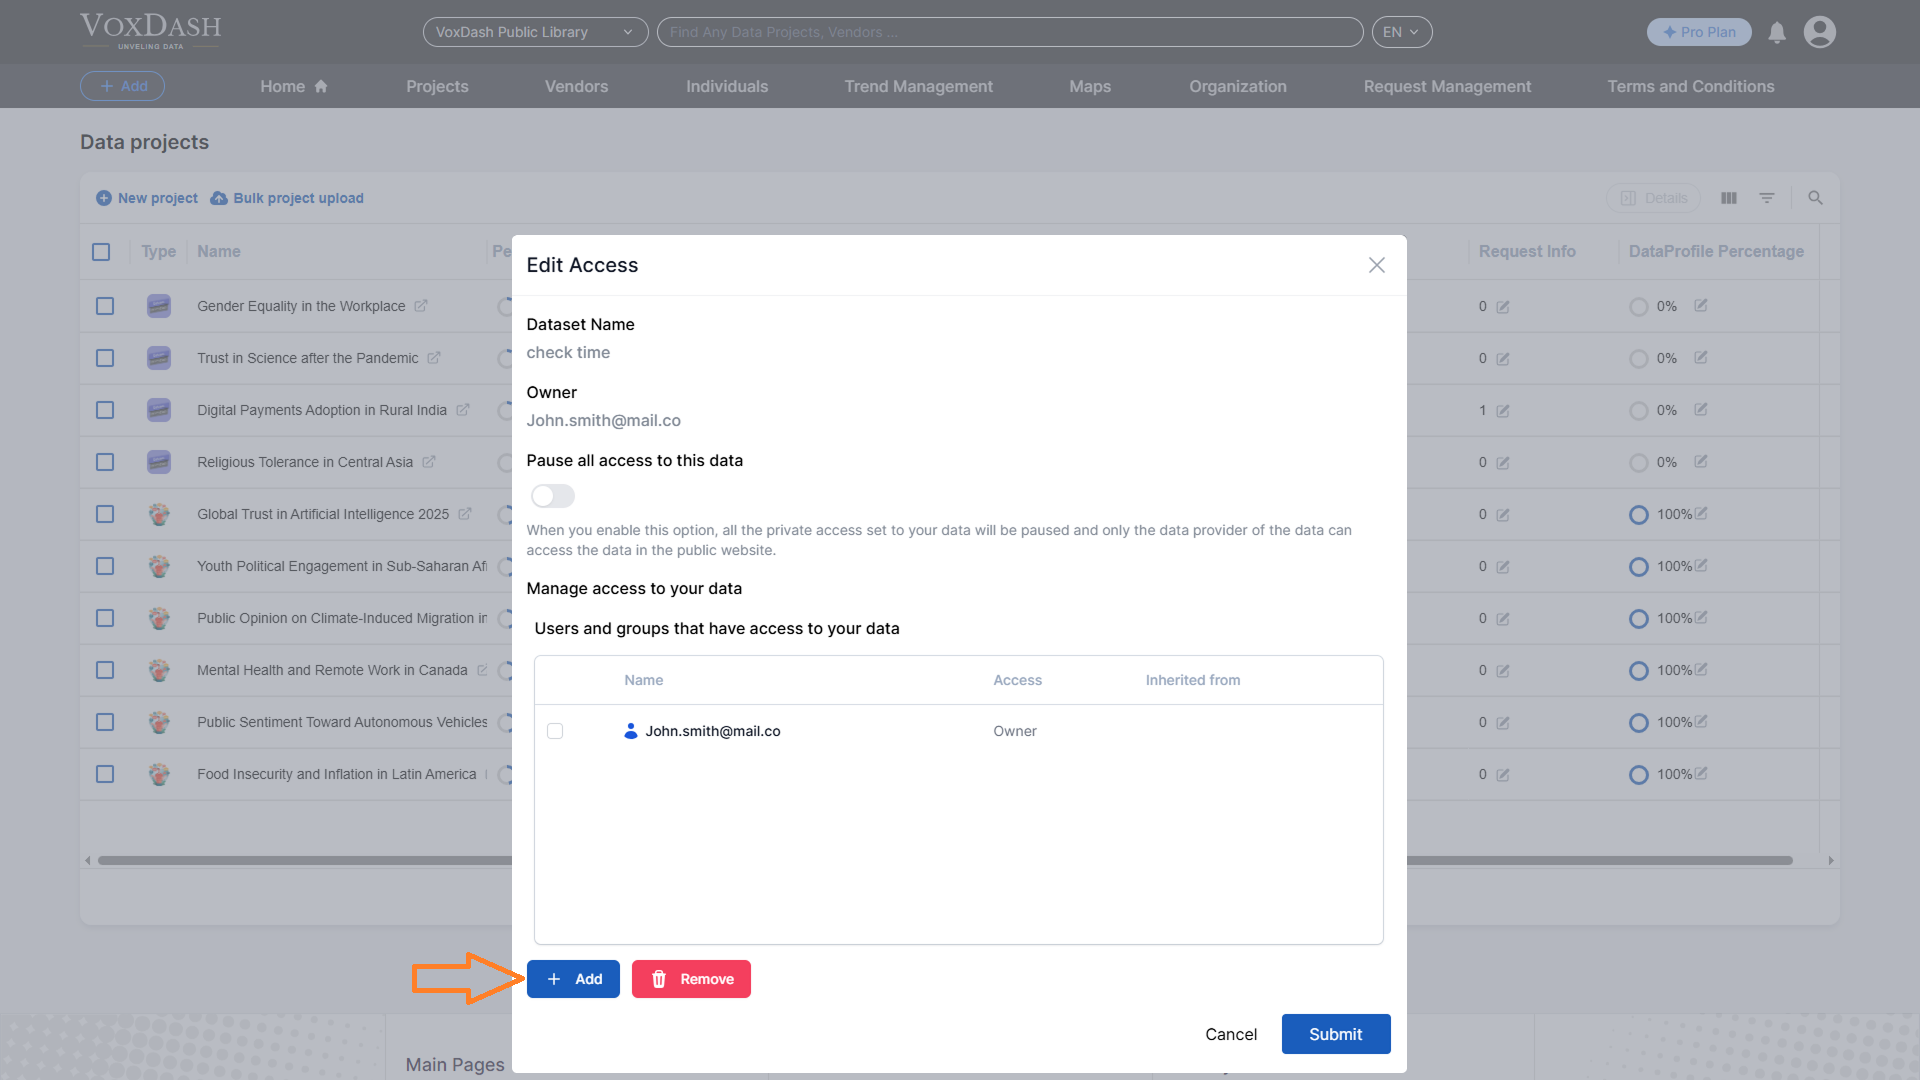 VOXDASH
UNVELING DATA
VoxDash Public Library
Find Any Data Projects, Vendors ...
EN
Pro Plan
Add
Home
Projects
Vendors
Individuals
Trend Management
Maps
Organization
Request Management
Terms and Conditions
Data projects
New project
Bulk project upload
Details
Type
Name
Pe
Request Info
DataProfile Percentage
Gender Equality in the Workplace
0
0%
Trust in Science after the Pandemic
0
0%
Digital Payments Adoption in Rural India
1
0%
Religious Tolerance in Central Asia
0
0%
Global Trust in Artificial Intelligence 2025
0
100%
Youth Political Engagement in Sub-Saharan Af
0
100%
Public Opinion on Climate-Induced Migration in
0
100%
Mental Health and Remote Work in Canada
0
100%
Public Sentiment Toward Autonomous Vehicles
0
100%
Food Insecurity and Inflation in Latin America
0
100%
Edit Access
Dataset Name
check time
Owner
John.smith@mail.co
Pause all access to this data
When you enable this option, all the private access set to your data will be paused and only the data provider of the data can
access the data in the public website.
Manage access to your data
Users and groups that have access to your data
Name
Access
Inherited from
John.smith@mail.co
Owner
Add
Remove
Cancel
Submit
Main Pages